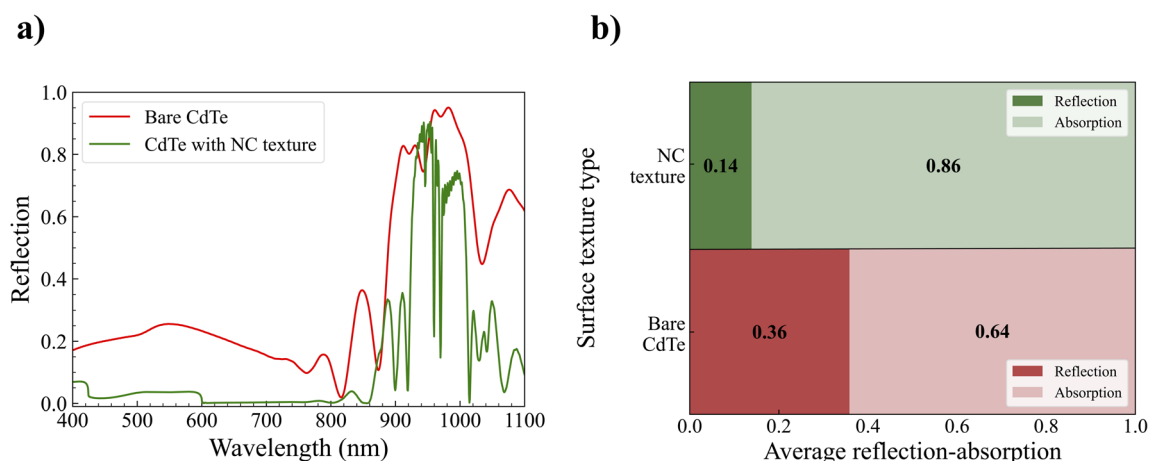 a)
1.0
0.8
0.6
0.4
0.2
0.0
Reflection
Bare CdTe
CdTe with NC texture
400
500
600
700
800
900
1000
1100
Wavelength (nm)
b)
Surface texture type
NC
texture
Bare
CdTe
Reflection
Absorption
0.14
0.86
0.36
0.64
Reflection
Absorption
0.0
0.2
0.4
0.6
0.8
1.0
Average reflection-absorption